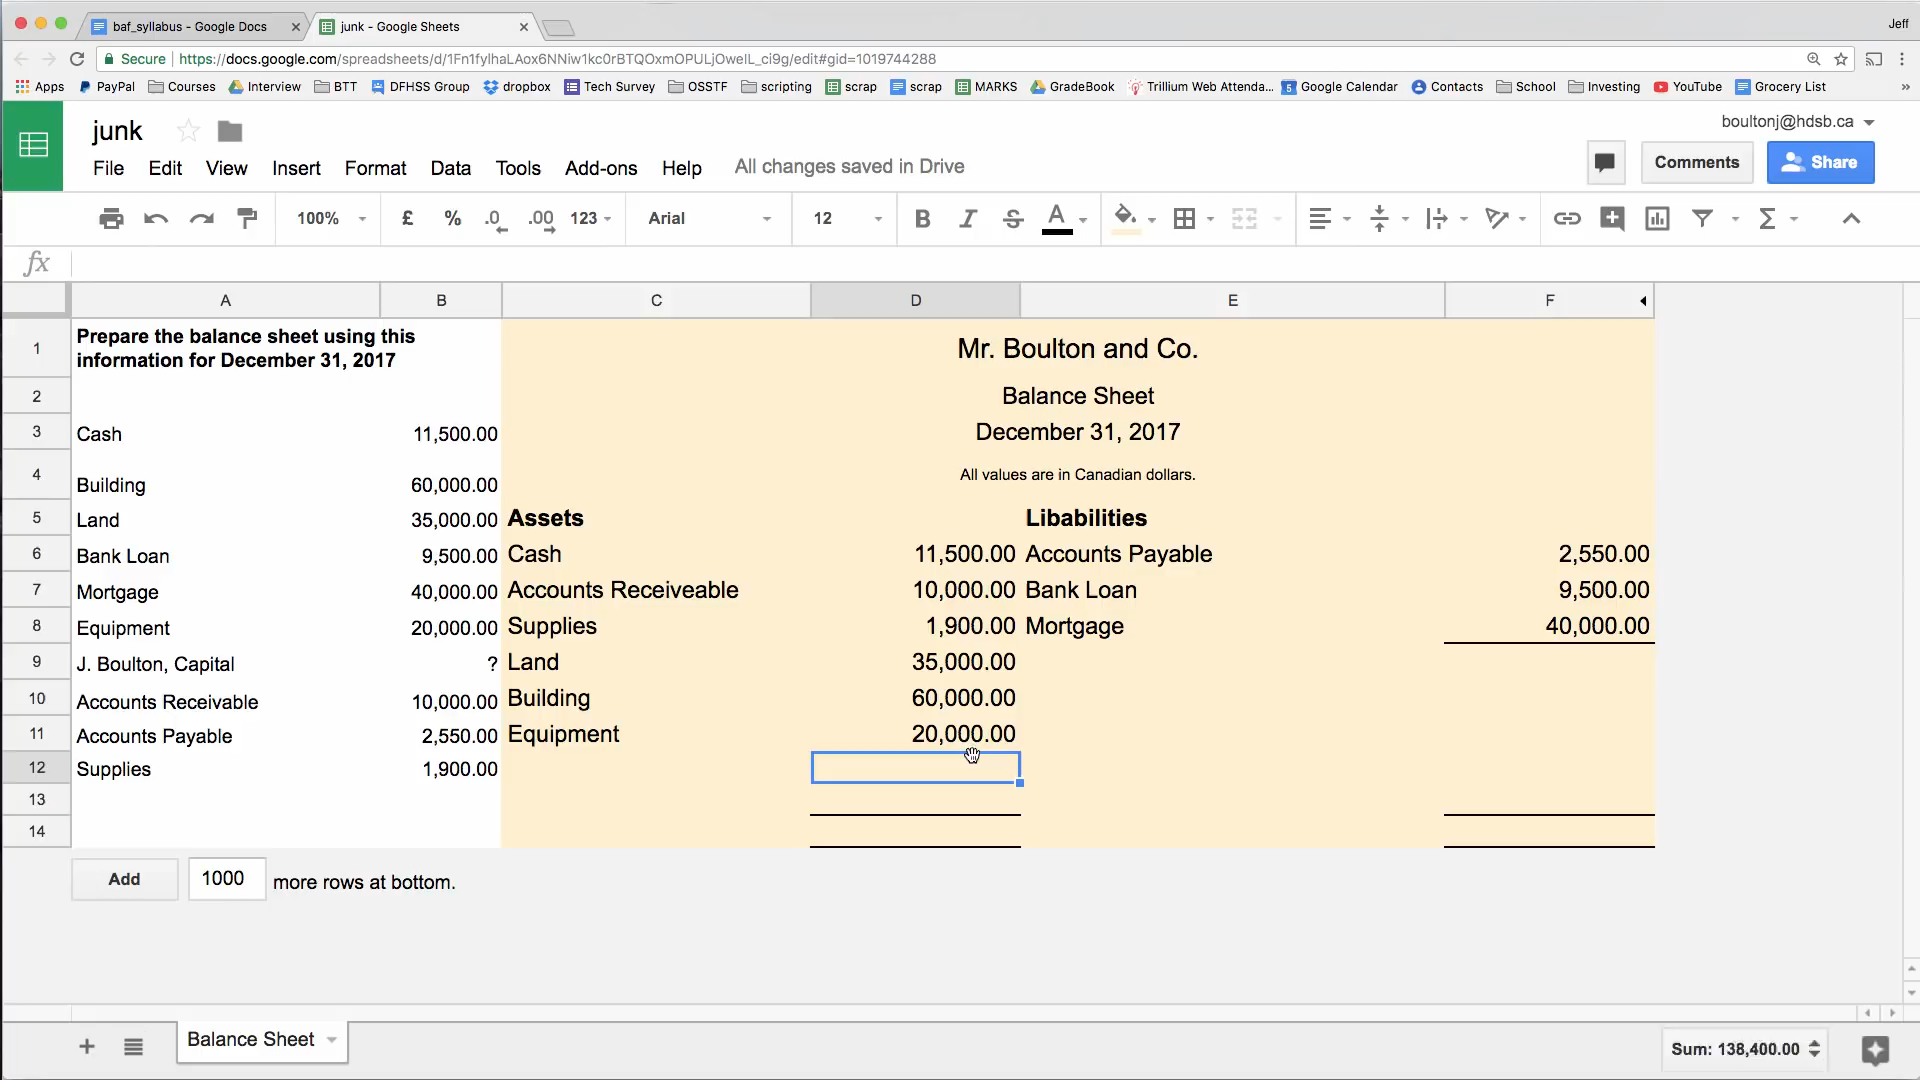 baf_syllabus - Google Docs
junk - Google Sheets
Jeff
Secure https://docs.google.com/spreadsheets/d/1Fn1fylhaLAox6NNiw1kc0rBTQOxmOPULjOweIL_ci9g/edit#gid=1019744288
Apps PayPal Courses Interview BTT DFHSS Group dropbox Tech Survey OSSTF scripting scrap scrap MARKS GradeBook Trillium Web Attenda... Google Calendar Contacts School Investing YouTube Grocery List »
junk
boultonj@hdsb.ca
File Edit View Insert Format Data Tools Add-ons Help All changes saved in Drive
Comments Share
100% £ % .0 .00 123 Arial 12 B I S A Σ
fx
A B C D E F
1 Prepare the balance sheet using this
information for December 31, 2017
Mr. Boulton and Co.
2 Balance Sheet
3 Cash 11,500.00 December 31, 2017
4 Building 60,000.00 All values are in Canadian dollars.
5 Land 35,000.00 Assets Libabilities
6 Bank Loan 9,500.00 Cash 11,500.00 Accounts Payable 2,550.00
7 Mortgage 40,000.00 Accounts Receiveable 10,000.00 Bank Loan 9,500.00
8 Equipment 20,000.00 Supplies 1,900.00 Mortgage 40,000.00
9 J. Boulton, Capital ? Land 35,000.00
10 Accounts Receivable 10,000.00 Building 60,000.00
11 Accounts Payable 2,550.00 Equipment 20,000.00
12 Supplies 1,900.00
13
14
Add 1000 more rows at bottom.
Balance Sheet
Sum: 138,400.00